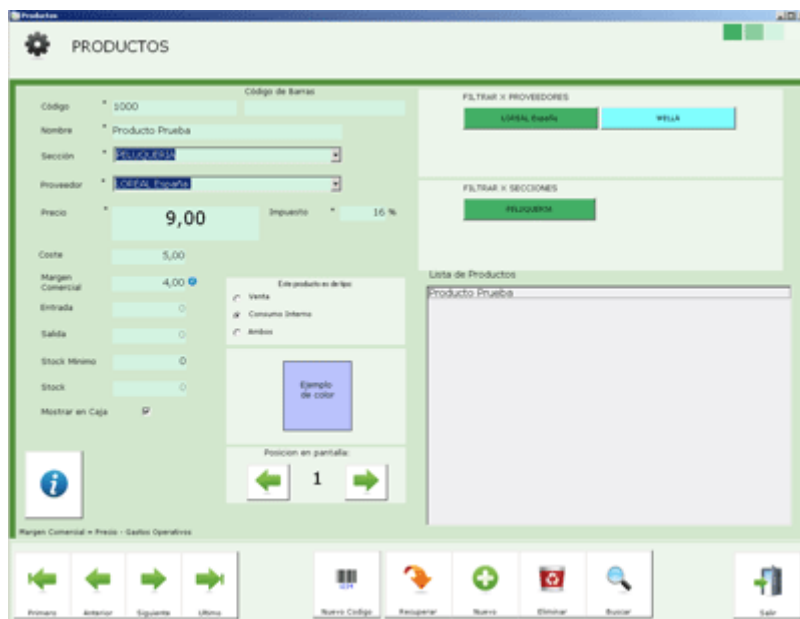 Productos
PRODUCTOS
Código de Barras
Código * 1000
Nombre * Producto Prueba
Sección * PELUQUERIA
Proveedor * LOREAL España
Precio * 9,00 Impuesto * 16 %
Coste 5,00
Margen Comercial 4,00
Entrada 0
Salida 0
Stock Minimo 0
Stock 0
Mostrar en Caja
Este producto es de tipo:
Venta
Consumo Interno
Ambos
Ejemplo
de color
Posicion en pantalla:
1
Margen Comercial = Precio - Gastos Operativos
FILTRAR X PROVEEDORES
LOREAL España WELLA
FILTRAR X SECCIONES
PELUQUERIA
Lista de Productos
Producto Prueba
Primero Anterior Siguiente Ultimo Nuevo Codigo Recuperar Nuevo Eliminar Buscar Salir